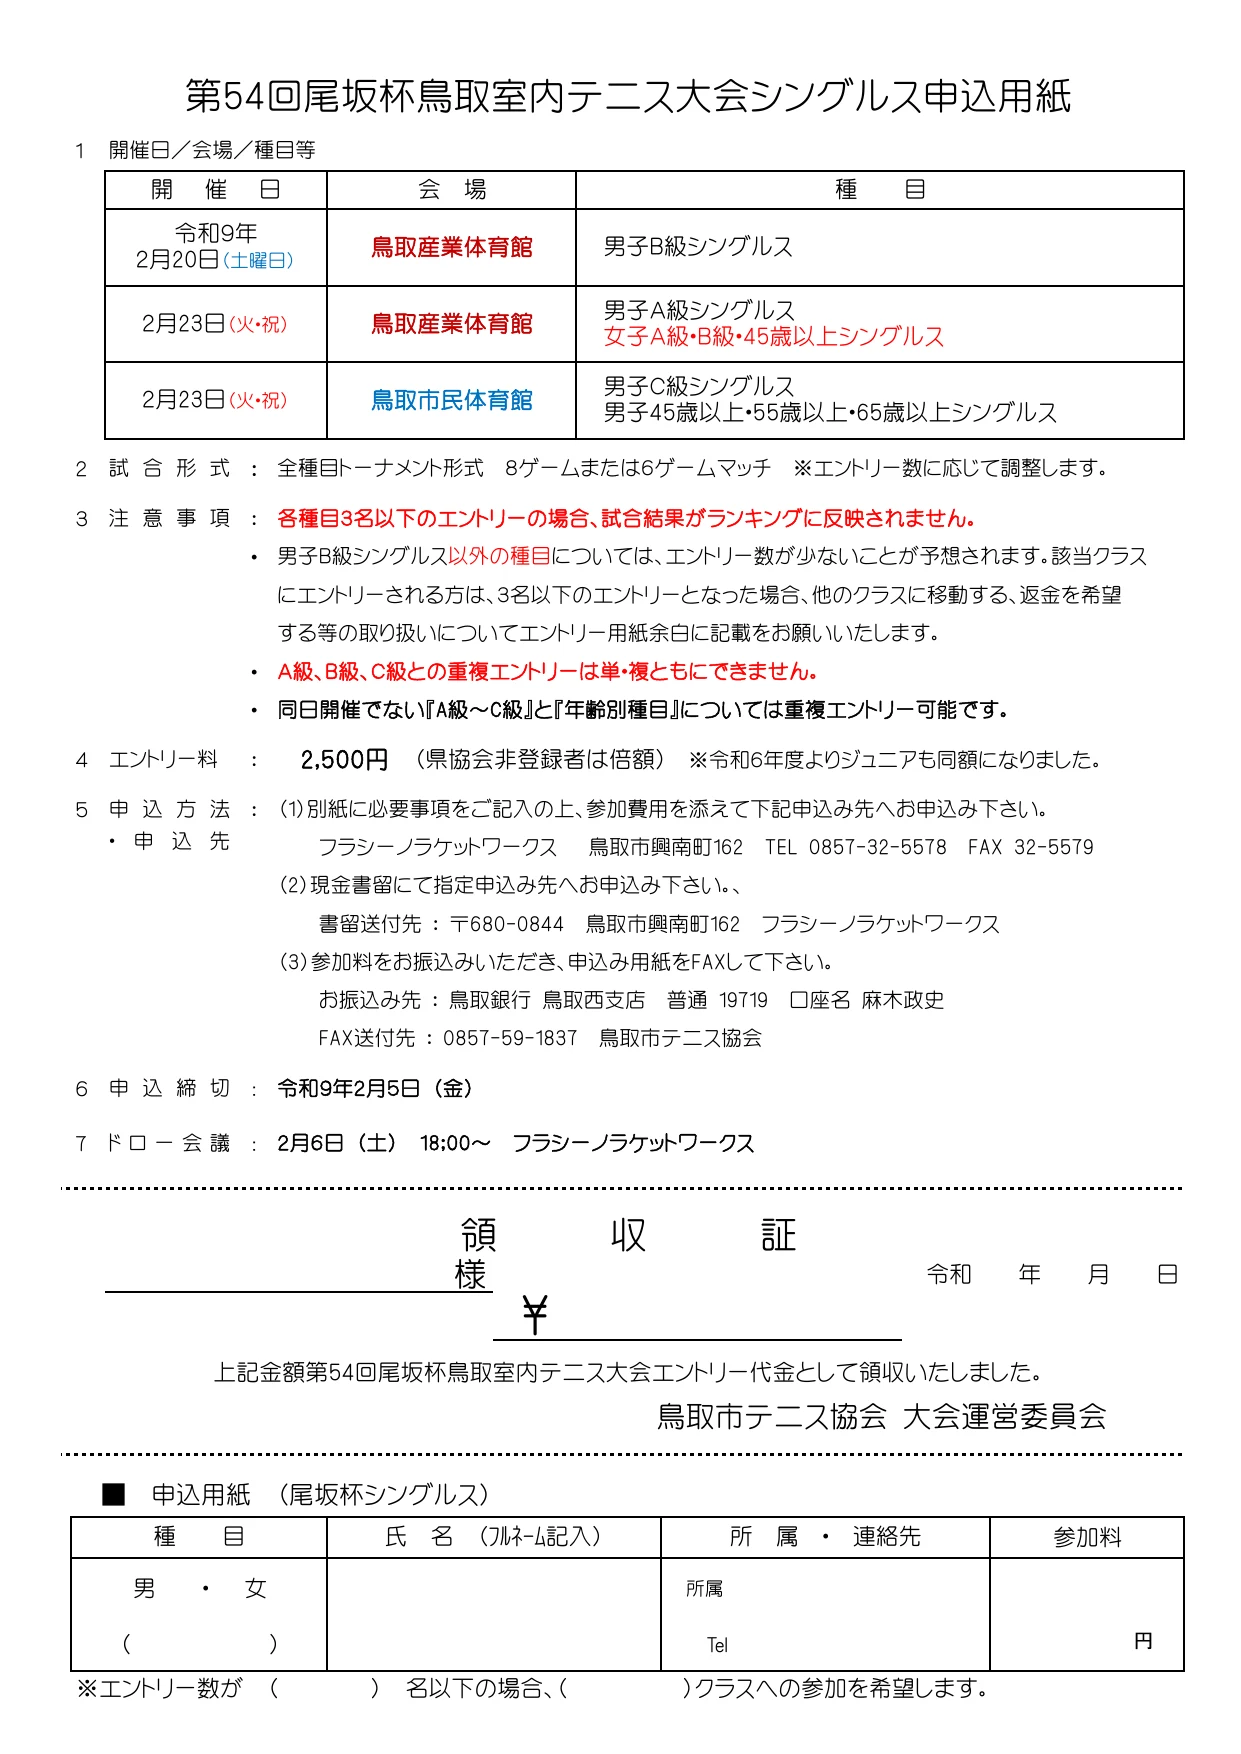 第54回尾坂杯鳥取室内テニス大会シングルス申込用紙
1 開催日／会場／種目等
開 催 日 会 場 種 目
令和9年
2月20日(土曜日) 鳥取産業体育館 男子B級シングルス
2月23日(火・祝) 鳥取産業体育館 男子A級シングルス
女子A級・B級・45歳以上シングルス
2月23日(火・祝) 鳥取市民体育館 男子C級シングルス
男子45歳以上・55歳以上・65歳以上シングルス
2 試 合 形 式 : 全種目トーナメント形式 8ゲームまたは6ゲームマッチ ※エントリー数に応じて調整します。
3 注 意 事 項 : 各種目3名以下のエントリーの場合、試合結果がランキングに反映されません。
・ 男子B級シングルス以外の種目については、エントリー数が少ないことが予想されます。該当クラス
にエントリーされる方は、3名以下のエントリーとなった場合、他のクラスに移動する、返金を希望
する等の取り扱いについてエントリー用紙余白に記載をお願いいたします。
・ A級、B級、C級との重複エントリーは単・複ともにできません。
・ 同日開催でない『A級～C級』と『年齢別種目』については重複エントリー可能です。
4 エントリー料 : 2,500円 （県協会非登録者は倍額） ※令和6年度よりジュニアも同額になりました。
5 申 込 方 法 : (1)別紙に必要事項をご記入の上、参加費用を添えて下記申込み先へお申込み下さい。
・ 申 込 先
フラシーノラケットワークス 鳥取市興南町162 TEL 0857-32-5578 FAX 32-5579
(2)現金書留にて指定申込み先へお申込み下さい。、
書留送付先 : 〒680-0844 鳥取市興南町162 フラシーノラケットワークス
(3)参加料をお振込みいただき、申込み用紙をFAXして下さい。
お振込み先 : 鳥取銀行 鳥取西支店 普通 19719 口座名 麻木政史
FAX送付先 : 0857-59-1837 鳥取市テニス協会
6 申 込 締 切 : 令和9年2月5日（金）
7 ド ロ ー 会 議 : 2月6日（土） 18:00～ フラシーノラケットワークス
領 収 証
様 令和 年 月 日
￥
上記金額第54回尾坂杯鳥取室内テニス大会エントリー代金として領収いたしました。
鳥取市テニス協会 大会運営委員会
■ 申込用紙 （尾坂杯シングルス）
種 目 氏 名 （ﾌﾙﾈｰﾑ記入） 所 属 ・ 連絡先 参加料
男 ・ 女 所属
( ) Tel 円
※エントリー数が （ ） 名以下の場合、（ ）クラスへの参加を希望します。